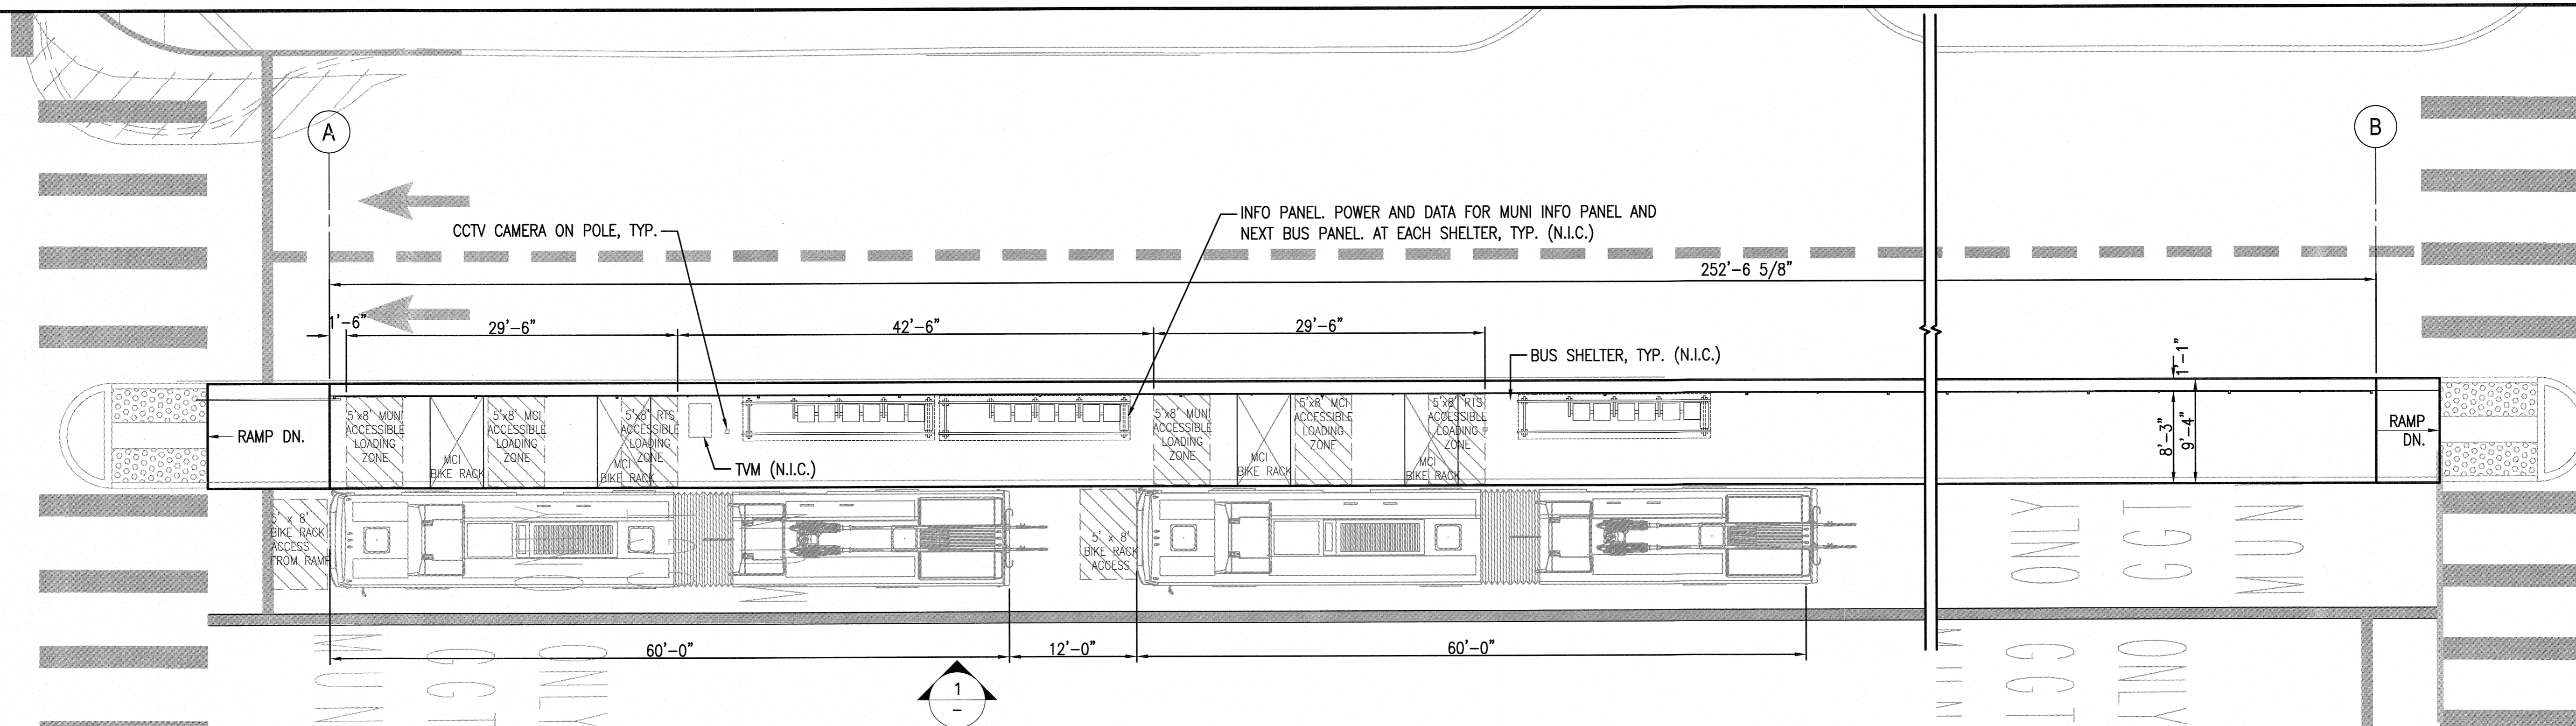 A
B
CCTV CAMERA ON POLE, TYP.
INFO PANEL. POWER AND DATA FOR MUNI INFO PANEL AND
NEXT BUS PANEL. AT EACH SHELTER, TYP. (N.I.C.)
252'-6 5/8"
1'-6"
29'-6"
42'-6"
29'-6"
BUS SHELTER, TYP. (N.I.C.)
1'-1"
8'-3"
9'-4"
RAMP DN.
5'x8' MUNI
ACCESSIBLE
LOADING
ZONE
MCI
BIKE RACK
5'x8' MCI
ACCESSIBLE
LOADING
ZONE
MCI
BIKE RACK
5'x8' RTS
ACCESSIBLE
LOADING
ZONE
TVM (N.I.C.)
5'x8' MUNI
ACCESSIBLE
LOADING
ZONE
MCI
BIKE RACK
5'x8' MCI
ACCESSIBLE
LOADING
ZONE
MCI
BIKE RACK
5'x8' RTS
ACCESSIBLE
LOADING
ZONE
RAMP
DN.
5' x 8'
BIKE RACK
ACCESS
FROM RAMP
5' x 8'
BIKE RACK
ACCESS
ONLY
GGT
MUNI
60'-0"
12'-0"
60'-0"
MUNI
GGT
ONLY
MUNI
GGT
ONLY
1
-